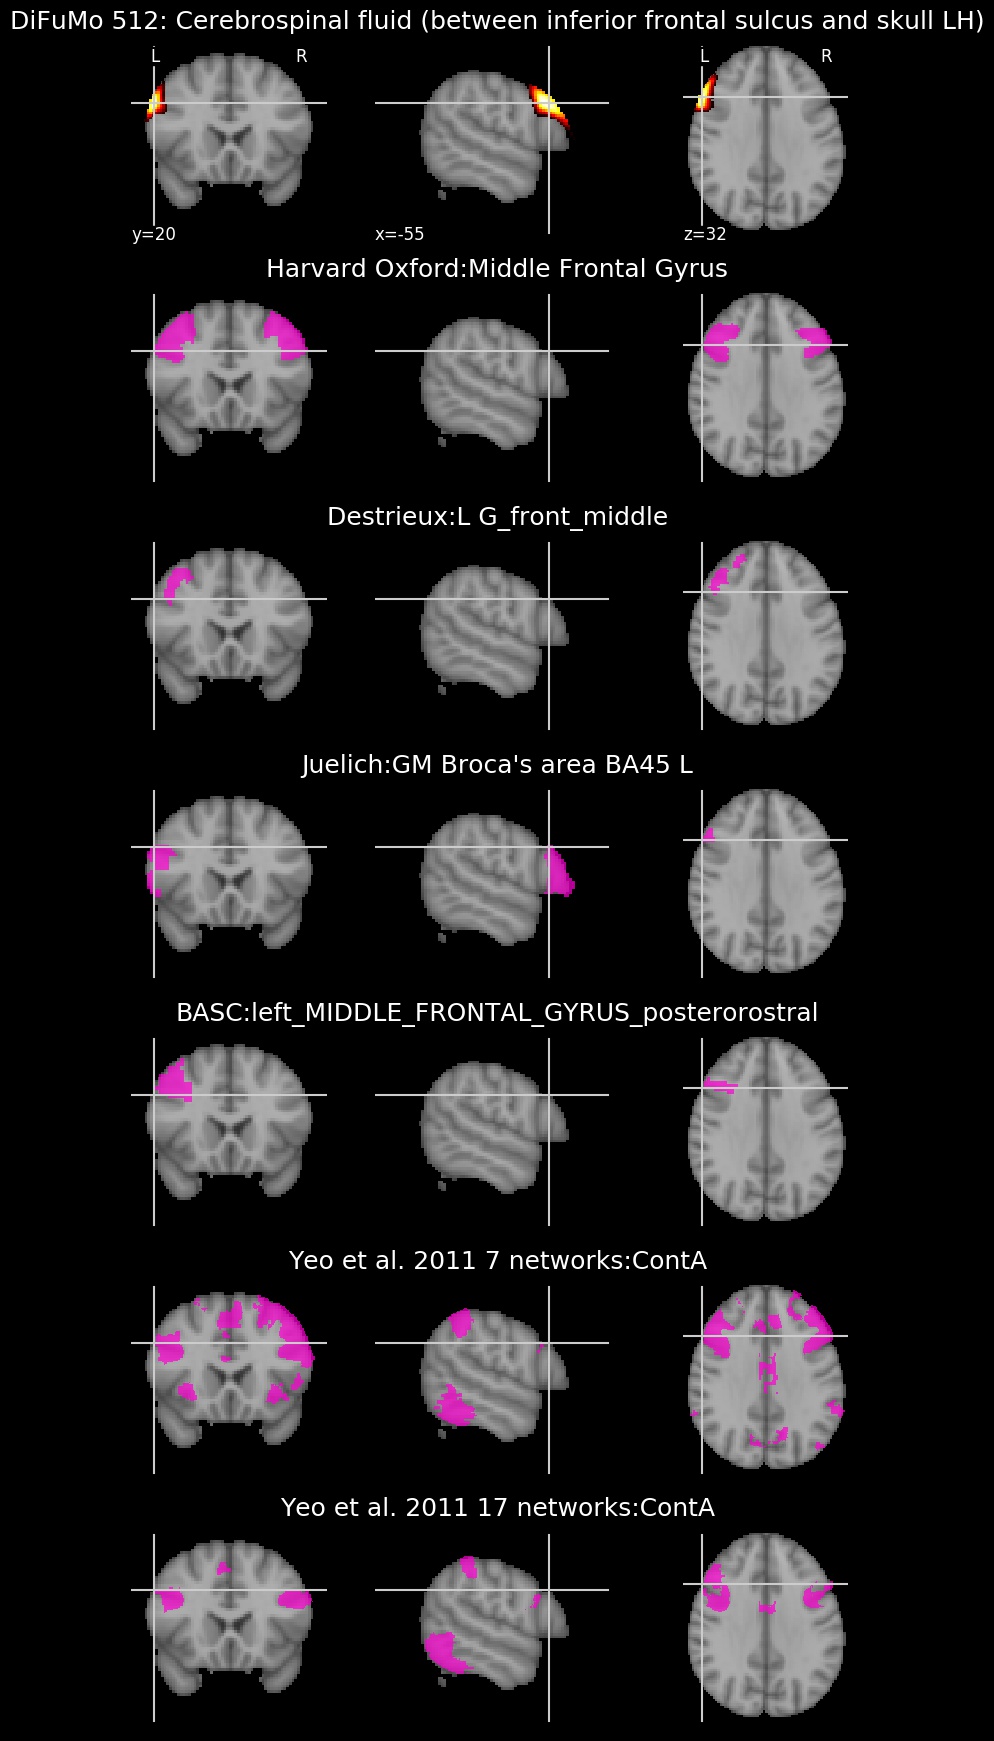 DiFuMo 512: Cerebrospinal fluid (between inferior frontal sulcus and skull LH)
L R L R
y=20 x=-55 z=32
Harvard Oxford:Middle Frontal Gyrus
Destrieux:L G_front_middle
Juelich:GM Broca's area BA45 L
BASC:left_MIDDLE_FRONTAL_GYRUS_posterorostral
Yeo et al. 2011 7 networks:ContA
Yeo et al. 2011 17 networks:ContA